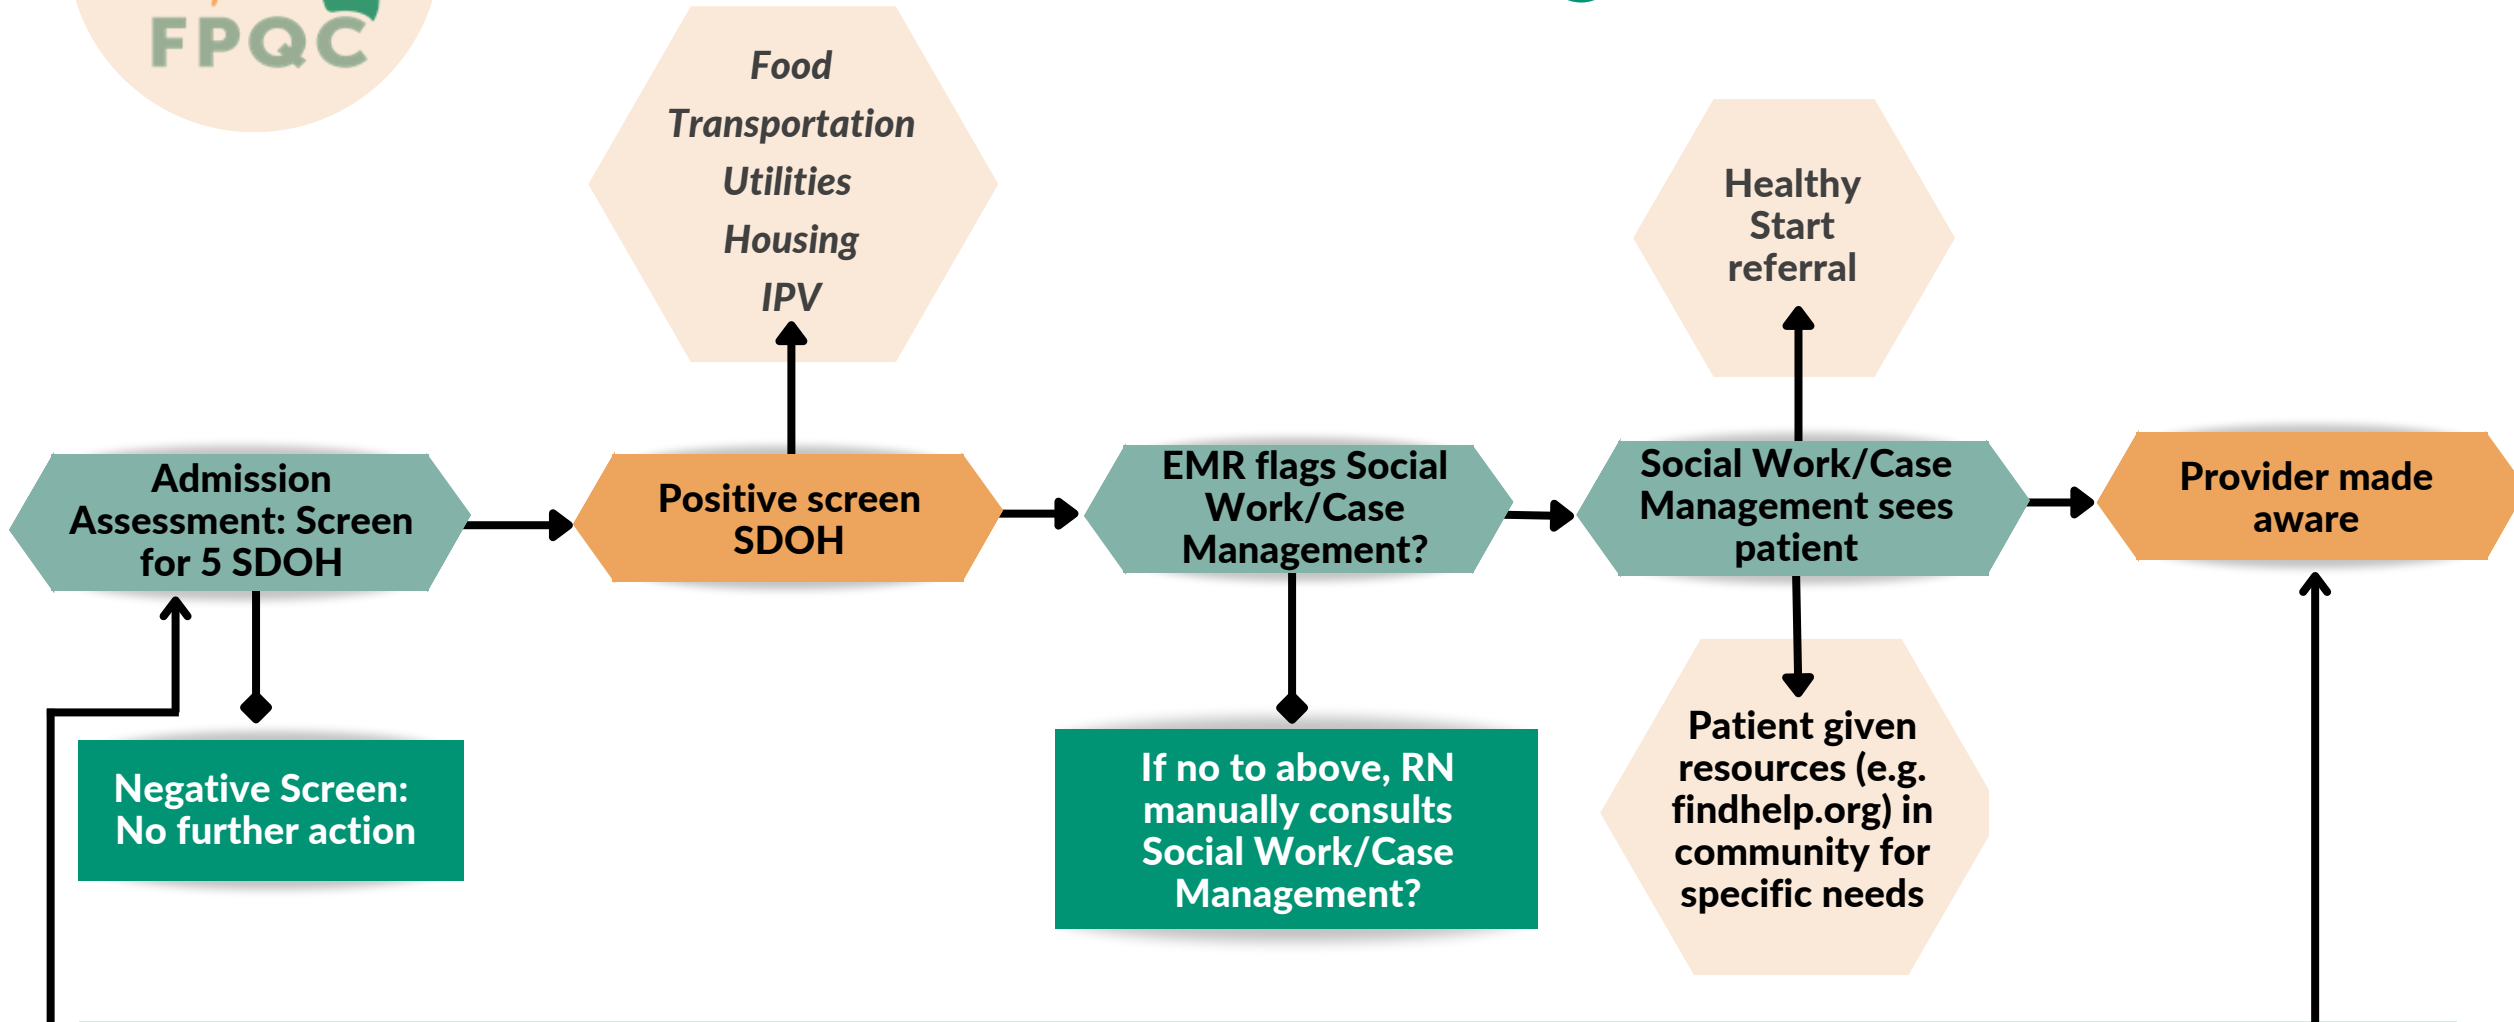 FPQC
Food
Transportation
Utilities
Housing
IPV
Healthy
Start
referral
Admission
Assessment: Screen
for 5 SDOH
Positive screen
SDOH
EMR flags Social
Work/Case
Management?
Social Work/Case
Management sees
patient
Provider made
aware
Negative Screen:
No further action
If no to above, RN
manually consults
Social Work/Case
Management?
Patient given
resources (e.g.
findhelp.org) in
community for
specific needs